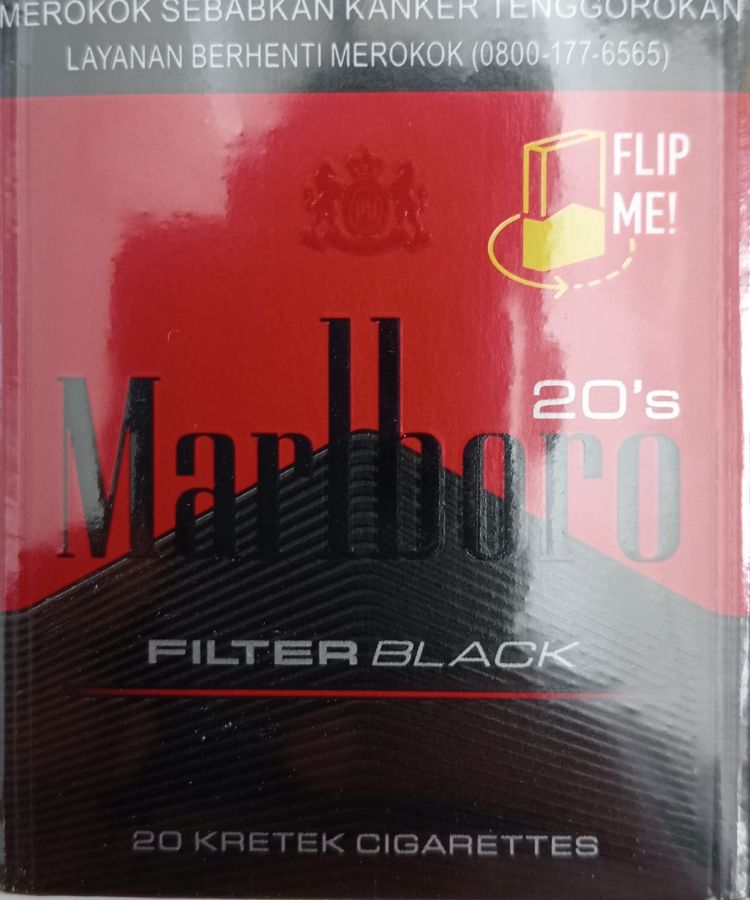 MEROKOK SEBABKAN KANKER TENGGOROKAN
LAYANAN BERHENTI MEROKOK (0800-177-6565)
FLIP
ME!
20's
Marlboro
FILTER BLACK
20 KRETEK CIGARETTES